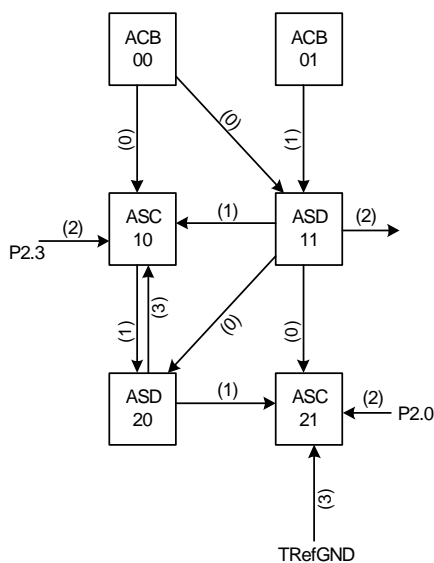 ACB
00
ACB
01
(0)
(0)
(1)
ASC
10
(1)
ASD
11
(2)
(2)
P2.3
(1)
(3)
(0)
(0)
ASD
20
(1)
ASC
21
(2)
P2.0
(3)
TRefGND